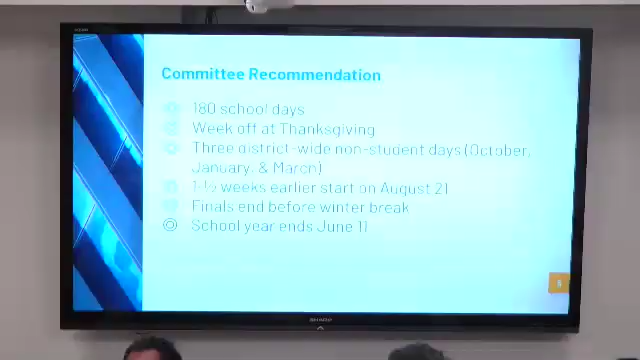 Committee Recommendation
180 school days
Week off at Thanksgiving
Three district-wide non-student days (October,
January, & March)
1-½ weeks earlier start on August 21
Finals end before winter break
School year ends June 11
SHARP